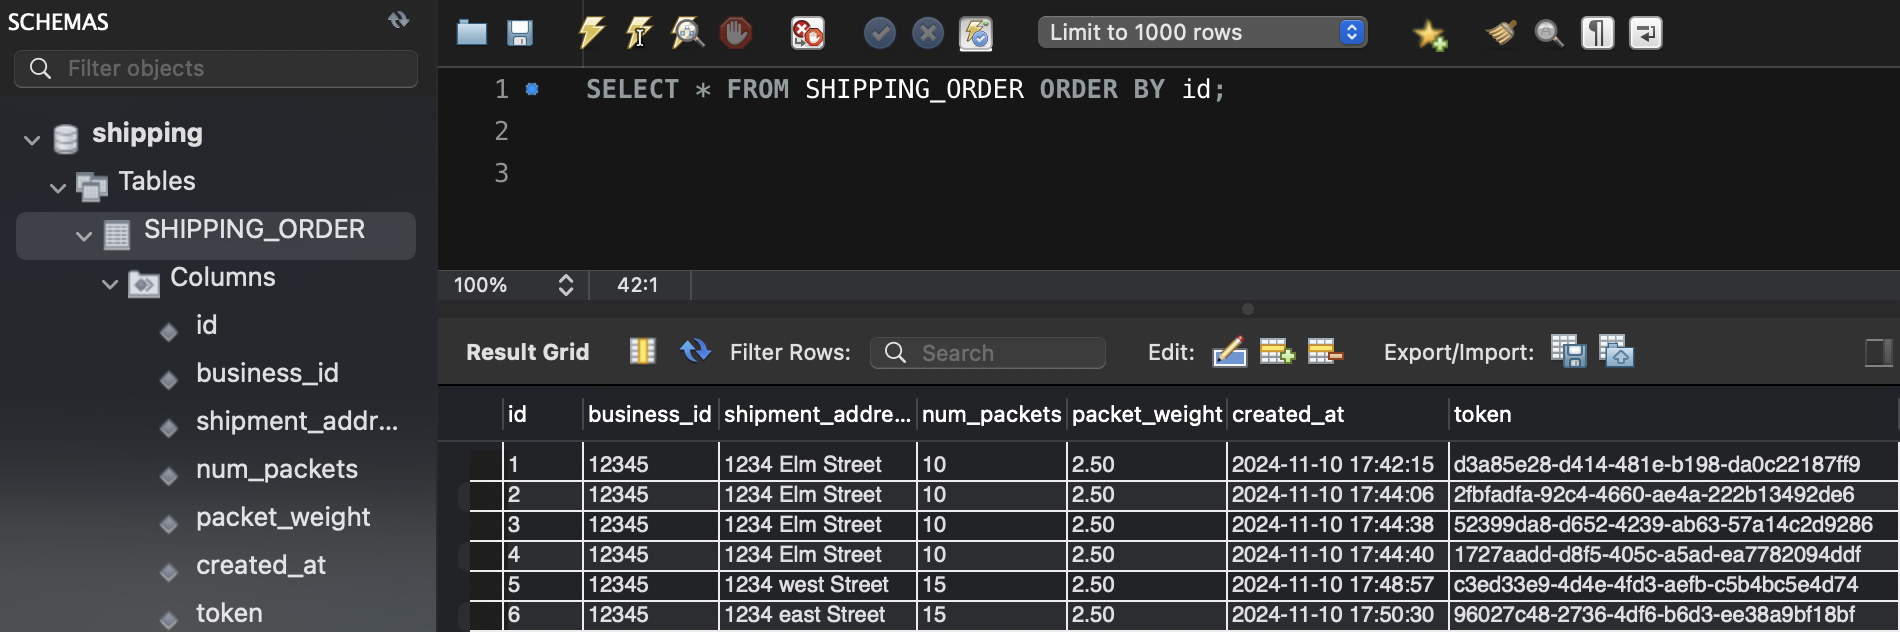 SCHEMAS
Filter objects
shipping
Tables
SHIPPING_ORDER
Columns
id
business_id
shipment_addr...
num_packets
packet_weight
created_at
token
Limit to 1000 rows
1 SELECT * FROM SHIPPING_ORDER ORDER BY id;
2
3
100% 42:1
Result Grid Filter Rows: Search Edit: Export/Import:
id business_id shipment_addre... num_packets packet_weight created_at token
1 12345 1234 Elm Street 10 2.50 2024-11-10 17:42:15 d3a85e28-d414-481e-b198-da0c22187ff9
2 12345 1234 Elm Street 10 2.50 2024-11-10 17:44:06 2fbfadfa-92c4-4660-ae4a-222b13492de6
3 12345 1234 Elm Street 10 2.50 2024-11-10 17:44:38 52399da8-d652-4239-ab63-57a14c2d9286
4 12345 1234 Elm Street 10 2.50 2024-11-10 17:44:40 1727aadd-d8f5-405c-a5ad-ea7782094ddf
5 12345 1234 west Street 15 2.50 2024-11-10 17:48:57 c3ed33e9-4d4e-4fd3-aefb-c5b4bc5e4d74
6 12345 1234 east Street 15 2.50 2024-11-10 17:50:30 96027c48-2736-4df6-b6d3-ee38a9bf18bf